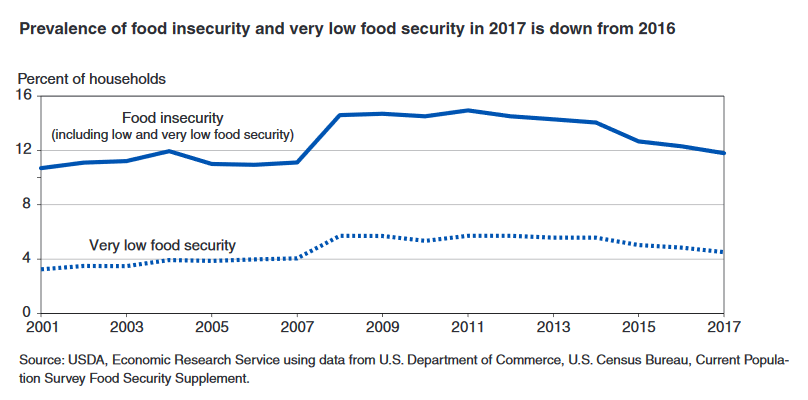 Prevalence of food insecurity and very low food security in 2017 is down from 2016
Percent of households
16
Food insecurity
(including low and very low food security)
12
8
Very low food security
4
0
2001 2003 2005 2007 2009 2011 2013 2015 2017
Source: USDA, Economic Research Service using data from U.S. Department of Commerce, U.S. Census Bureau, Current Popula-
tion Survey Food Security Supplement.